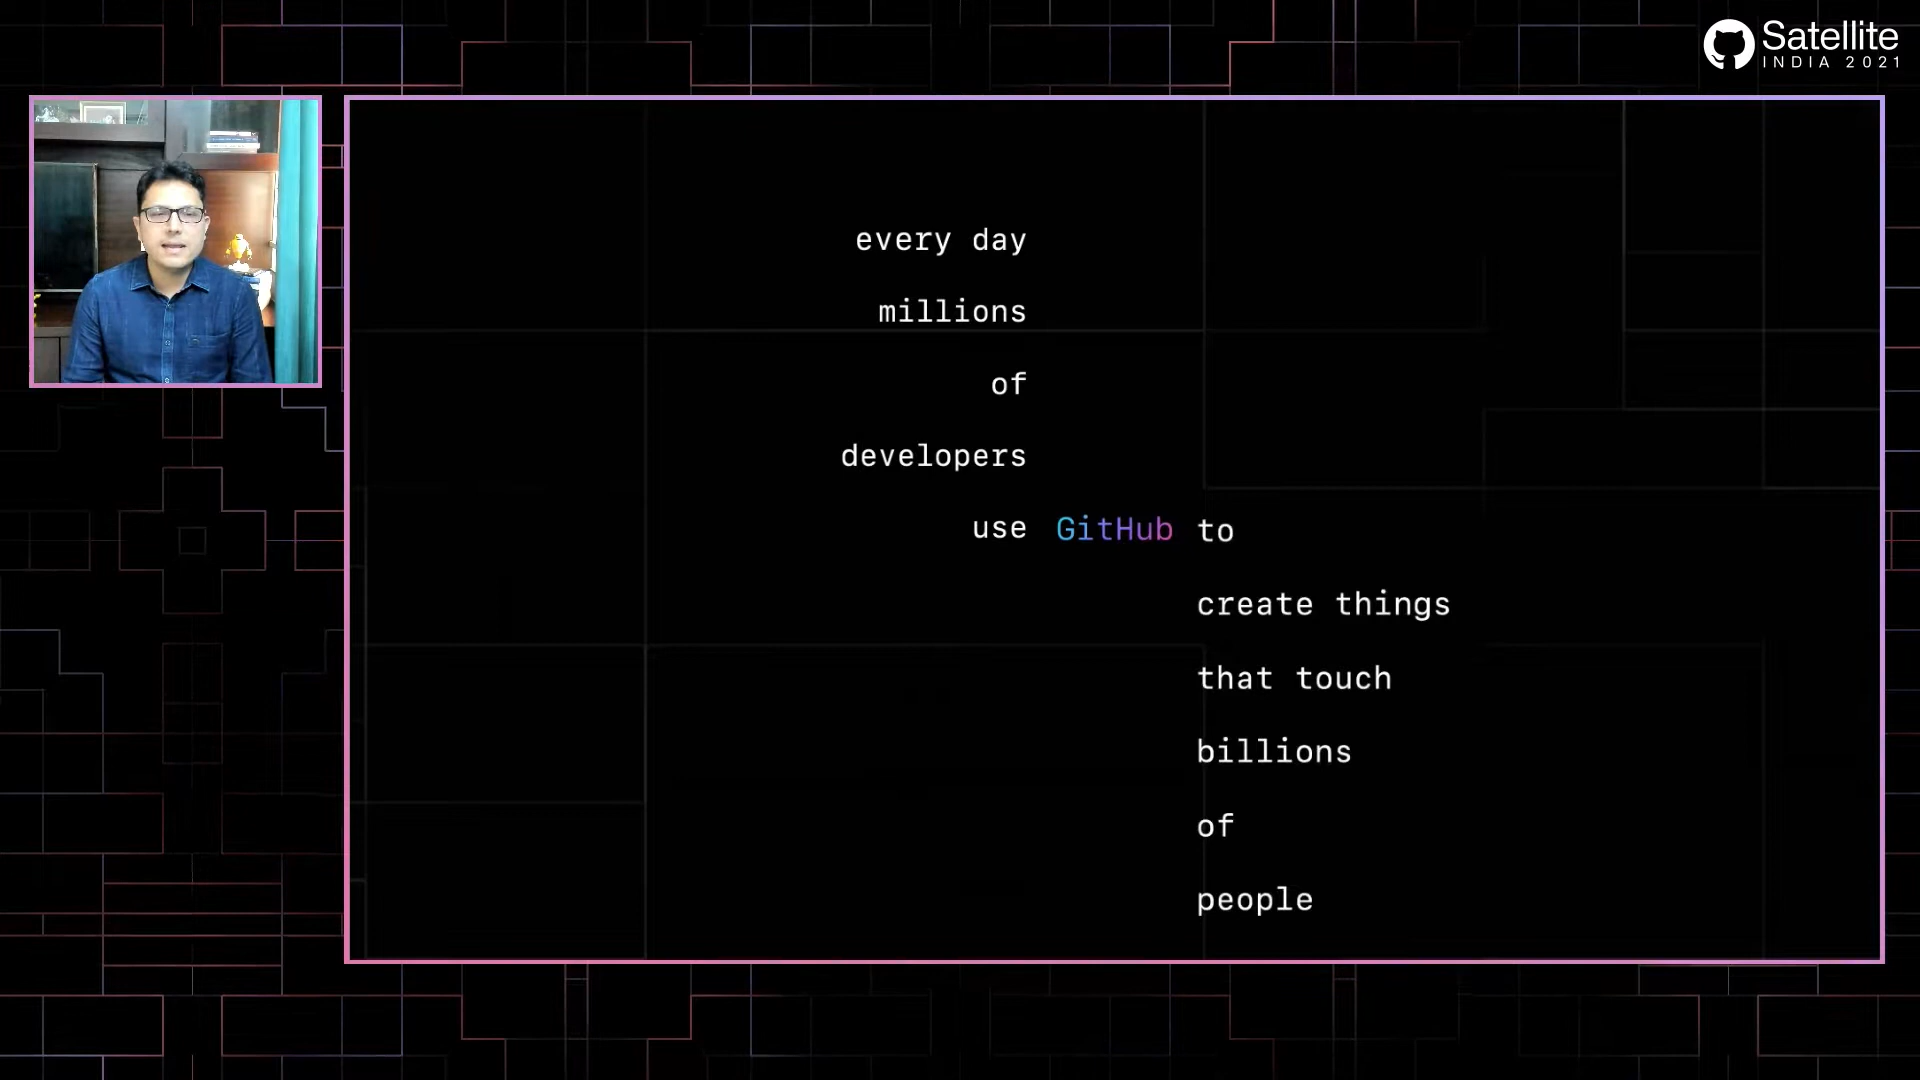 Satellite
INDIA 2021
every day
millions
of
developers
use GitHub to
create things
that touch
billions
of
people